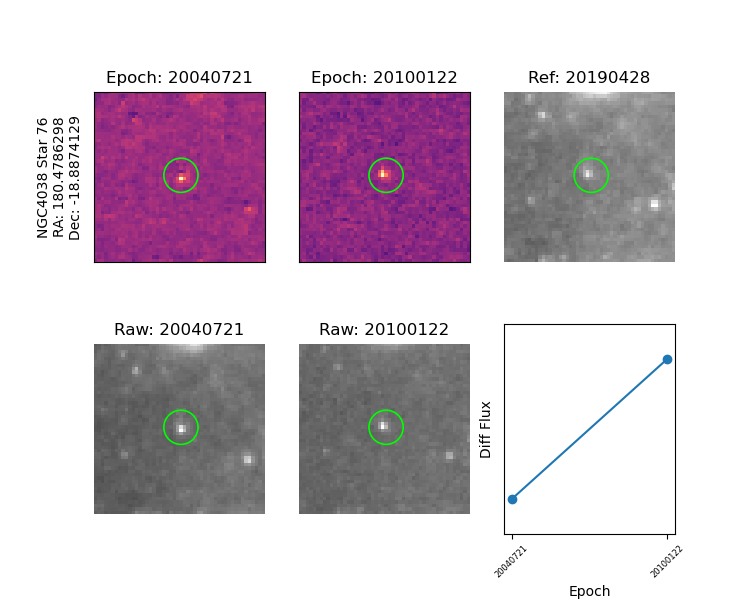 Epoch: 20040721
Epoch: 20100122
Ref: 20190428
NGC4038 Star 76
RA: 180.4786298
Dec: -18.8874129
Raw: 20040721
Raw: 20100122
Diff Flux
20040721
20100122
Epoch